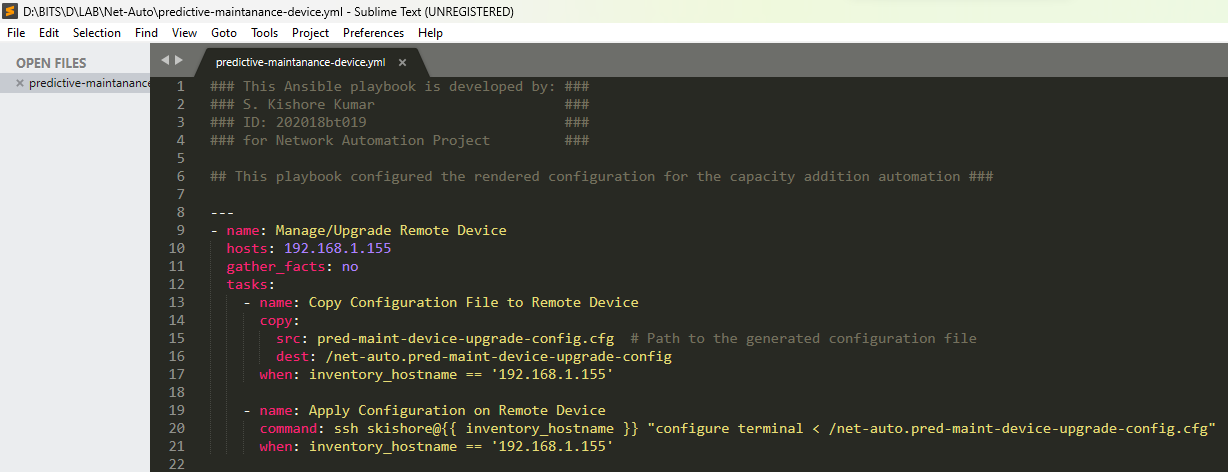 D:\BITS\D\LAB\Net-Auto\predictive-maintanance-device.yml - Sublime Text (UNREGISTERED)
File Edit Selection Find View Goto Tools Project Preferences Help
OPEN FILES
predictive-maintanance
predictive-maintanance-device.yml
1 ### This Ansible playbook is developed by: ###
2 ### S. Kishore Kumar ###
3 ### ID: 202018bt019 ###
4 ### for Network Automation Project ###
5
6 ## This playbook configured the rendered configuration for the capacity addition automation ###
7
8 ---
9 - name: Manage/Upgrade Remote Device
10 hosts: 192.168.1.155
11 gather_facts: no
12 tasks:
13 - name: Copy Configuration File to Remote Device
14 copy:
15 src: pred-maint-device-upgrade-config.cfg # Path to the generated configuration file
16 dest: /net-auto.pred-maint-device-upgrade-config
17 when: inventory_hostname == '192.168.1.155'
18
19 - name: Apply Configuration on Remote Device
20 command: ssh skishore@{{ inventory_hostname }} "configure terminal < /net-auto.pred-maint-device-upgrade-config.cfg"
21 when: inventory_hostname == '192.168.1.155'
22